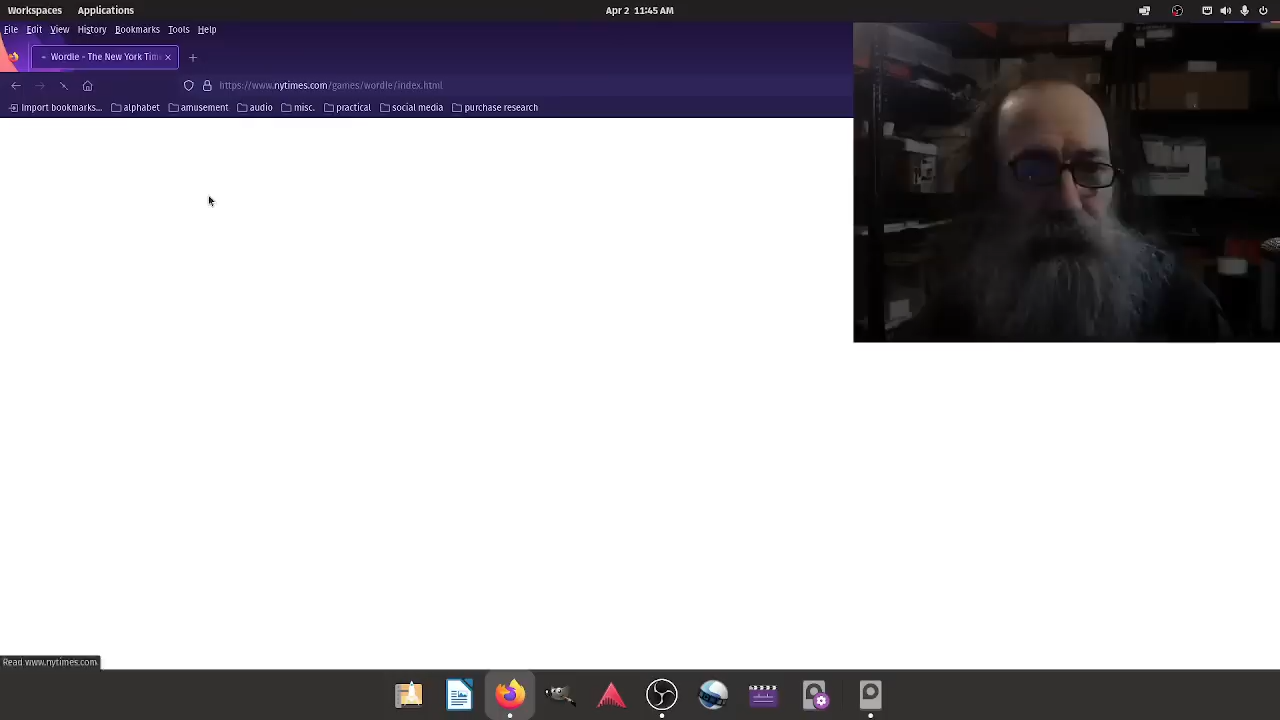 Workspaces Applications Apr 2 11:45 AM
File Edit View History Bookmarks Tools Help
Wordle - The New York Tim
https://www.nytimes.com/games/wordle/index.html
Import bookmarks... alphabet amusement audio misc. practical social media purchase research
Read www.nytimes.com